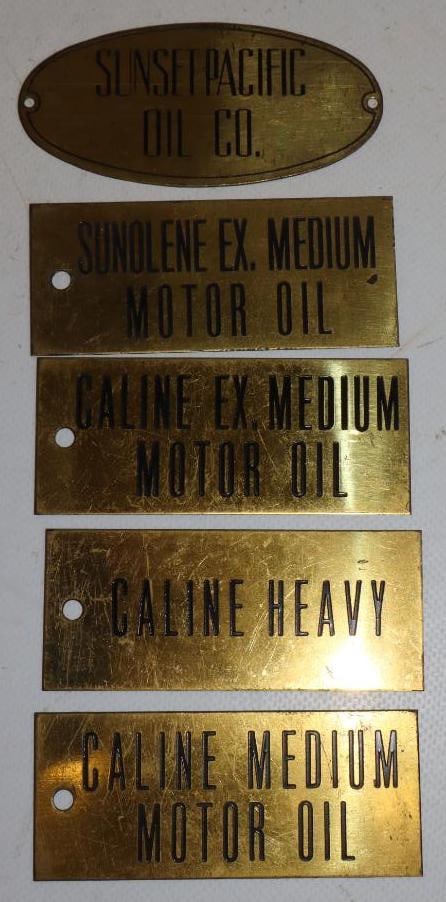 SUNSET PACIFIC
OIL CO.
SUNOLENE EX. MEDIUM
MOTOR OIL
CALINE EX. MEDIUM
MOTOR OIL
CALINE HEAVY
CALINE MEDIUM
MOTOR OIL